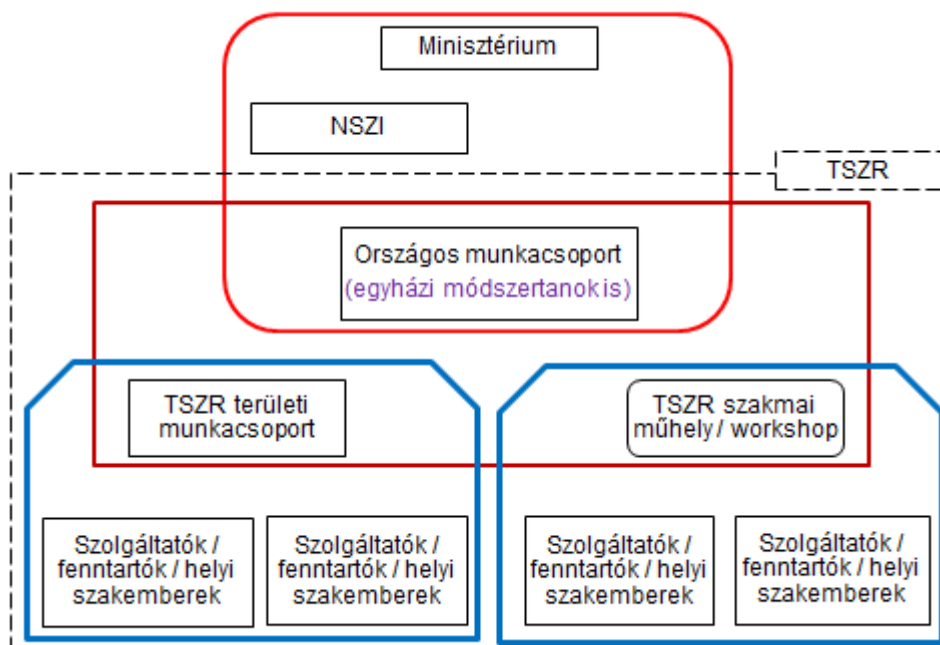 Minisztérium
NSZI
TSZR
Országos munkacsoport
(egyházi módszertanok is)
TSZR területi
munkacsoport
TSZR szakmai
műhely / workshop
Szolgáltatók /
fenntartók / helyi
szakemberek
Szolgáltatók /
fenntartók / helyi
szakemberek
Szolgáltatók /
fenntartók / helyi
szakemberek
Szolgáltatók /
fenntartók / helyi
szakemberek